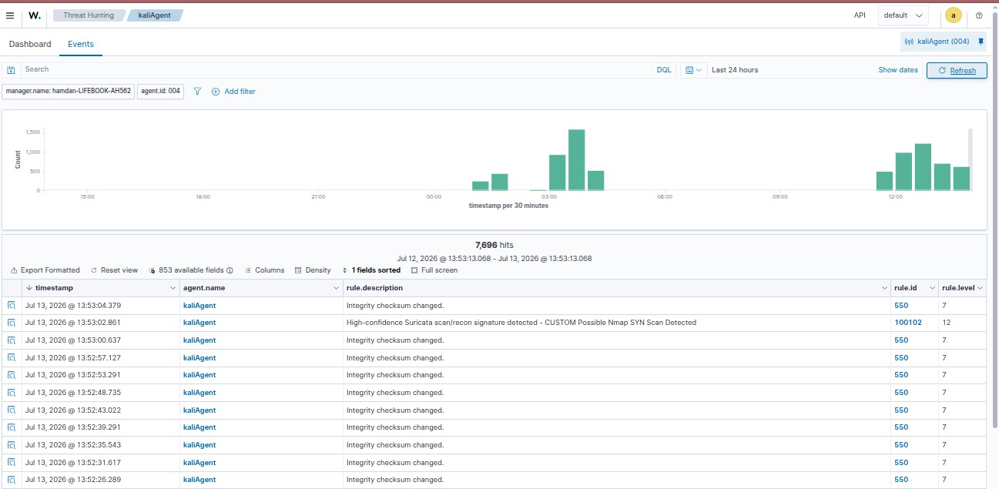 W. Threat Hunting kaliAgent API default a
Dashboard Events kaliAgent (004)
Search DQL Last 24 hours Show dates Refresh
manager.name: hamdan-LIFEBOOK-AH562 agent.id: 004 Add filter
Count
1,500
1,000
500
0
15:00 18:00 21:00 00:00 03:00 06:00 09:00 12:00
timestamp per 30 minutes
7,696 hits
Jul 12, 2026 @ 13:53:13.068 - Jul 13, 2026 @ 13:53:13.068
Export Formatted Reset view 853 available fields Columns Density 1 fields sorted Full screen
timestamp agent.name rule.description rule.id rule.level
Jul 13, 2026 @ 13:53:04.379 kaliAgent Integrity checksum changed. 550 7
Jul 13, 2026 @ 13:53:02.861 kaliAgent High-confidence Suricata scan/recon signature detected - CUSTOM Possible Nmap SYN Scan Detected 100102 12
Jul 13, 2026 @ 13:53:00.637 kaliAgent Integrity checksum changed. 550 7
Jul 13, 2026 @ 13:52:57.127 kaliAgent Integrity checksum changed. 550 7
Jul 13, 2026 @ 13:52:53.291 kaliAgent Integrity checksum changed. 550 7
Jul 13, 2026 @ 13:52:48.735 kaliAgent Integrity checksum changed. 550 7
Jul 13, 2026 @ 13:52:43.022 kaliAgent Integrity checksum changed. 550 7
Jul 13, 2026 @ 13:52:39.291 kaliAgent Integrity checksum changed. 550 7
Jul 13, 2026 @ 13:52:35.543 kaliAgent Integrity checksum changed. 550 7
Jul 13, 2026 @ 13:52:31.617 kaliAgent Integrity checksum changed. 550 7
Jul 13, 2026 @ 13:52:26.289 kaliAgent Integrity checksum changed. 550 7